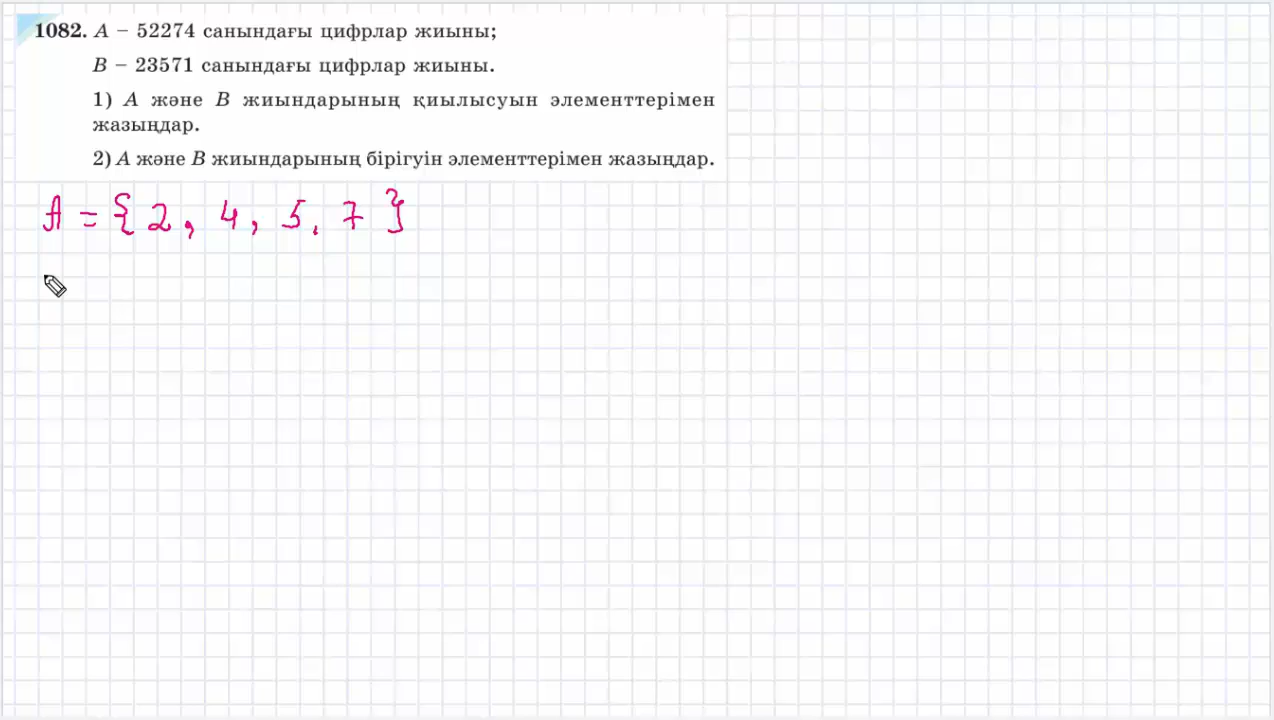 1082. A – 52274 санындағы цифрлар жиыны;
B – 23571 санындағы цифрлар жиыны.
1) A және B жиындарының қиылысуын элементтерімен
жазыңдар.
2) A және B жиындарының бірігуін элементтерімен жазыңдар.
A = {2, 4, 5, 7}